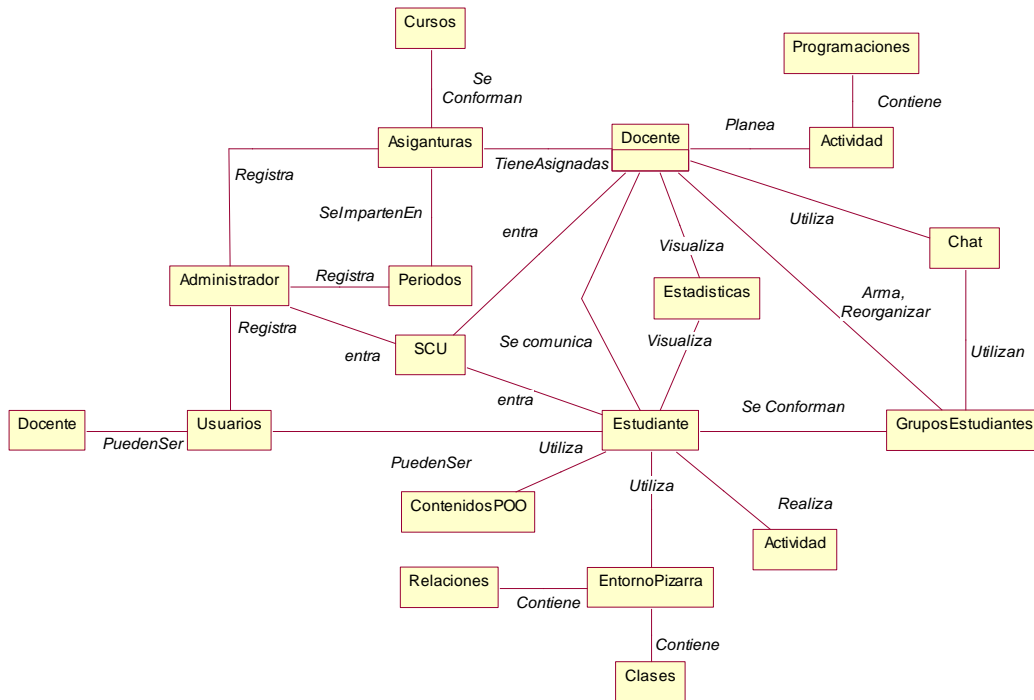 Cursos
Programaciones
Se
Conforman
Contiene
Asiganturas
Docente
Planea
Actividad
TieneAsignadas
Registra
SeImpartenEn
entra
Utiliza
Visualiza
Chat
Administrador
Registra
Periodos
Estadisticas
Arma,
Reorganizar
Registra
entra
SCU
Se comunica
Visualiza
Utilizan
entra
Se Conforman
Docente
PuedenSer
Usuarios
Estudiante
GruposEstudiantes
Utiliza
PuedenSer
Utiliza
ContenidosPOO
Realiza
Actividad
Relaciones
Contiene
EntornoPizarra
Contiene
Clases